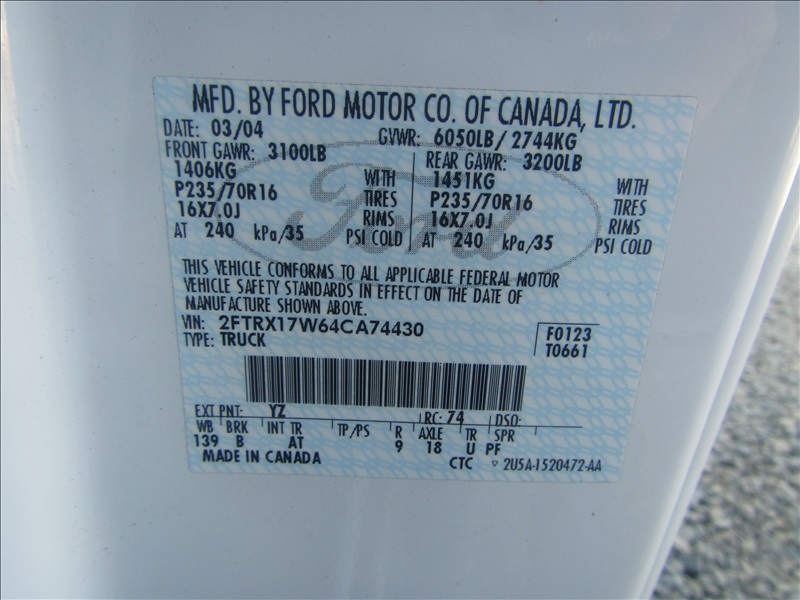 MFD. BY FORD MOTOR CO. OF CANADA, LTD.
DATE: 03/04 GVWR: 6050LB / 2744KG
FRONT GAWR: 3100LB REAR GAWR: 3200LB
1406KG WITH 1451KG WITH
P235/70R16 TIRES P235/70R16 TIRES
16X7.0J RIMS 16X7.0J RIMS
AT 240 kPa/35 PSI COLD AT 240 kPa/35 PSI COLD
Ford
THIS VEHICLE CONFORMS TO ALL APPLICABLE FEDERAL MOTOR
VEHICLE SAFETY STANDARDS IN EFFECT ON THE DATE OF
MANUFACTURE SHOWN ABOVE.
VIN: 2FTRX17W64CA74430 F0123
TYPE: TRUCK T0661
EXT PNT: YZ RC: 74 DSO:
WB BRK INT TR TP/PS R AXLE TR SPR
139 B AT 9 18 U PF
MADE IN CANADA CTC 2U5A-1520472-AA